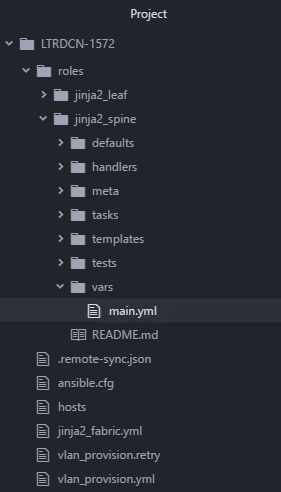 Project
LTRDCN-1572
roles
jinja2_leaf
jinja2_spine
defaults
handlers
meta
tasks
templates
tests
vars
main.yml
README.md
.remote-sync.json
ansible.cfg
hosts
jinja2_fabric.yml
vlan_provision.retry
vlan_provision.yml